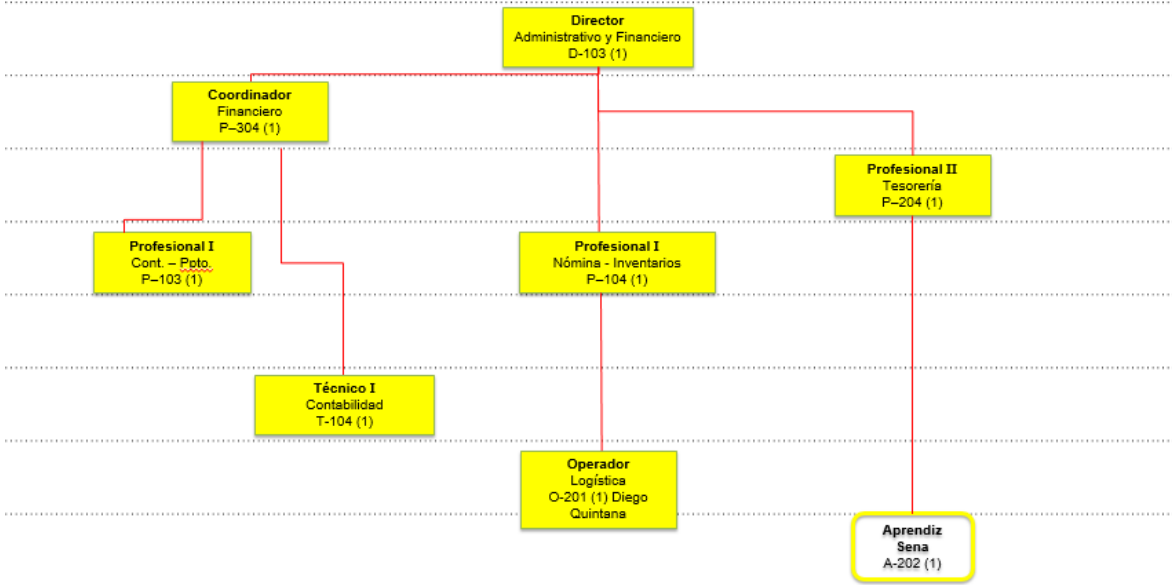 Director
Administrativo y Financiero
D-103 (1)
Coordinador
Financiero
P–304 (1)
Profesional II
Tesorería
P–204 (1)
Profesional I
Cont. – Ppto.
P–103 (1)
Profesional I
Nómina - Inventarios
P–104 (1)
Técnico I
Contabilidad
T-104 (1)
Operador
Logística
O-201 (1) Diego
Quintana
Aprendiz
Sena
A-202 (1)